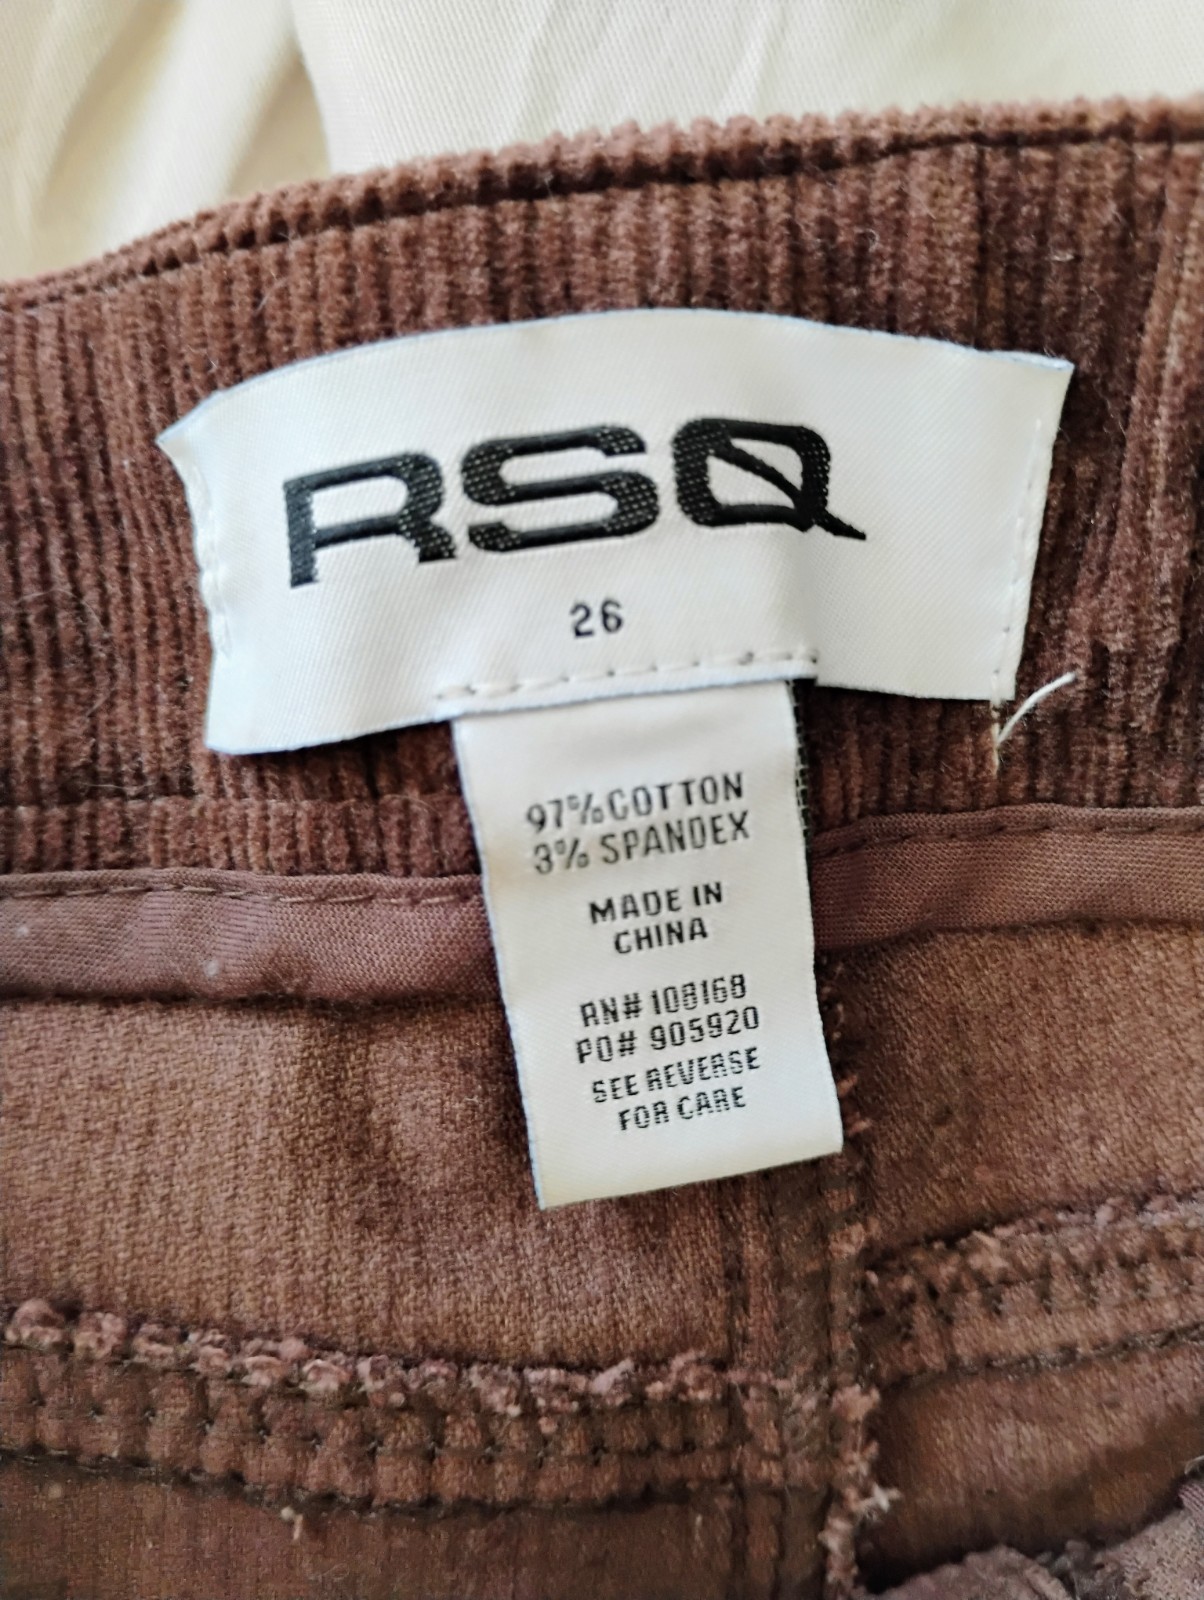 RSQ
26
97% COTTON
3% SPANDEX
MADE IN
CHINA
RN# 108168
PO# 905920
SEE REVERSE
FOR CARE